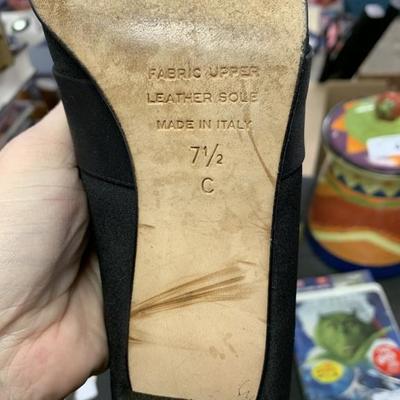 FABRIC UPPER
LEATHER SOLE
MADE IN ITALY
7½
C